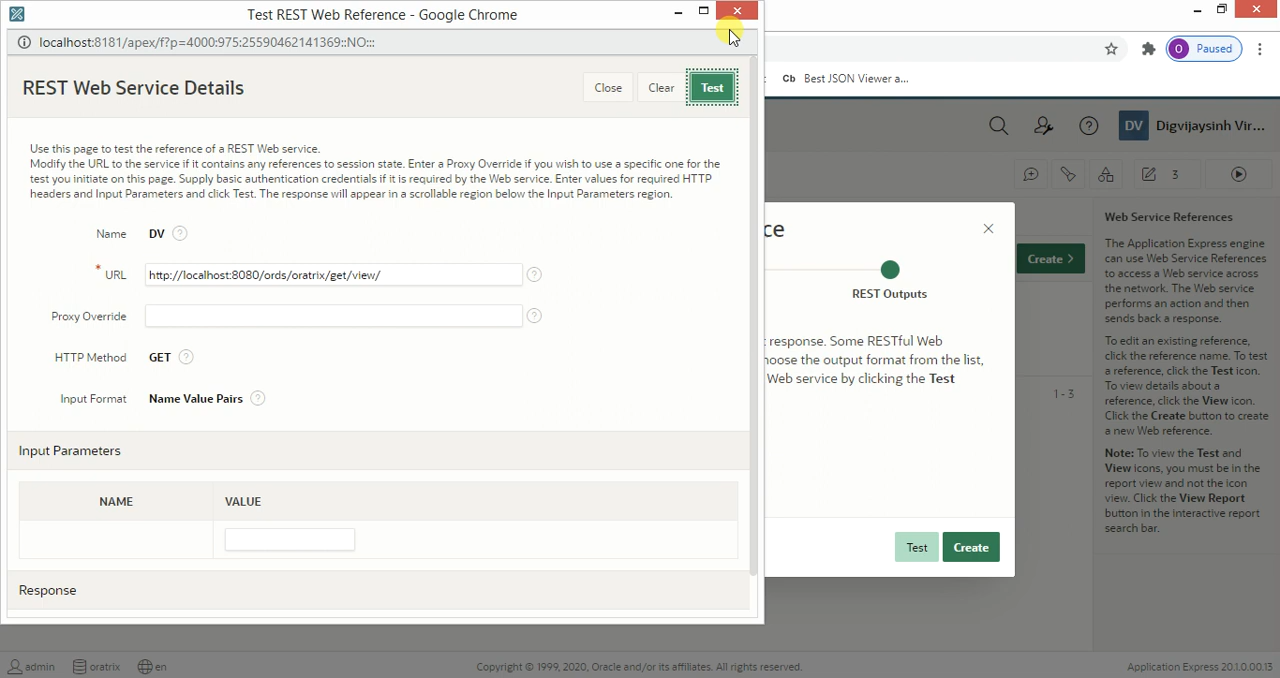 Test REST Web Reference - Google Chrome
localhost:8181/apex/f?p=4000:975:25590462141369::NO:::
REST Web Service Details
Close
Clear
Test
Use this page to test the reference of a REST Web service.
Modify the URL to the service if it contains any references to session state. Enter a Proxy Override if you wish to use a specific one for the
test you initiate on this page. Supply basic authentication credentials if it is required by the Web service. Enter values for required HTTP
headers and Input Parameters and click Test. The response will appear in a scrollable region below the Input Parameters region.
Name DV ?
* URL http://localhost:8080/ords/oratrix/get/view/ ?
Proxy Override ?
HTTP Method GET ?
Input Format Name Value Pairs ?
Input Parameters
NAME VALUE
Response
O Paused
Cb Best JSON Viewer a...
? DV Digvijaysinh Vir...
3
ce
REST Outputs
response. Some RESTful Web
hoose the output format from the list,
Web service by clicking the Test
Test
Create
Create >
1 - 3
Web Service References
The Application Express engine
can use Web Service References
to access a Web service across
the network. The Web service
performs an action and then
sends back a response.
To edit an existing reference,
click the reference name. To test
a reference, click the Test icon.
To view details about a
reference, click the View icon.
Click the Create button to create
a new Web reference.
Note: To view the Test and
View icons, you must be in the
report view and not the icon
view. Click the View Report
button in the interactive report
search bar.
admin oratrix en
Copyright © 1999, 2020, Oracle and/or its affiliates. All rights reserved.
Application Express 20.1.0.00.13